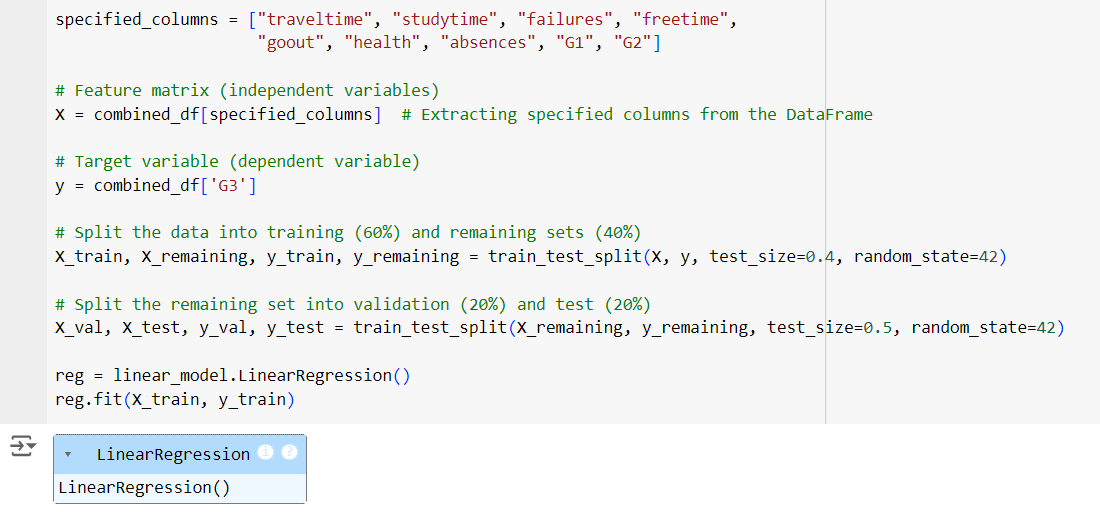 specified_columns = ["traveltime", "studytime", "failures", "freetime",
                     "goout", "health", "absences", "G1", "G2"]

# Feature matrix (independent variables)
X = combined_df[specified_columns]  # Extracting specified columns from the DataFrame

# Target variable (dependent variable)
y = combined_df['G3']

# Split the data into training (60%) and remaining sets (40%)
X_train, X_remaining, y_train, y_remaining = train_test_split(X, y, test_size=0.4, random_state=42)

# Split the remaining set into validation (20%) and test (20%)
X_val, X_test, y_val, y_test = train_test_split(X_remaining, y_remaining, test_size=0.5, random_state=42)

reg = linear_model.LinearRegression()
reg.fit(X_train, y_train)
▾ LinearRegression i ?
LinearRegression()